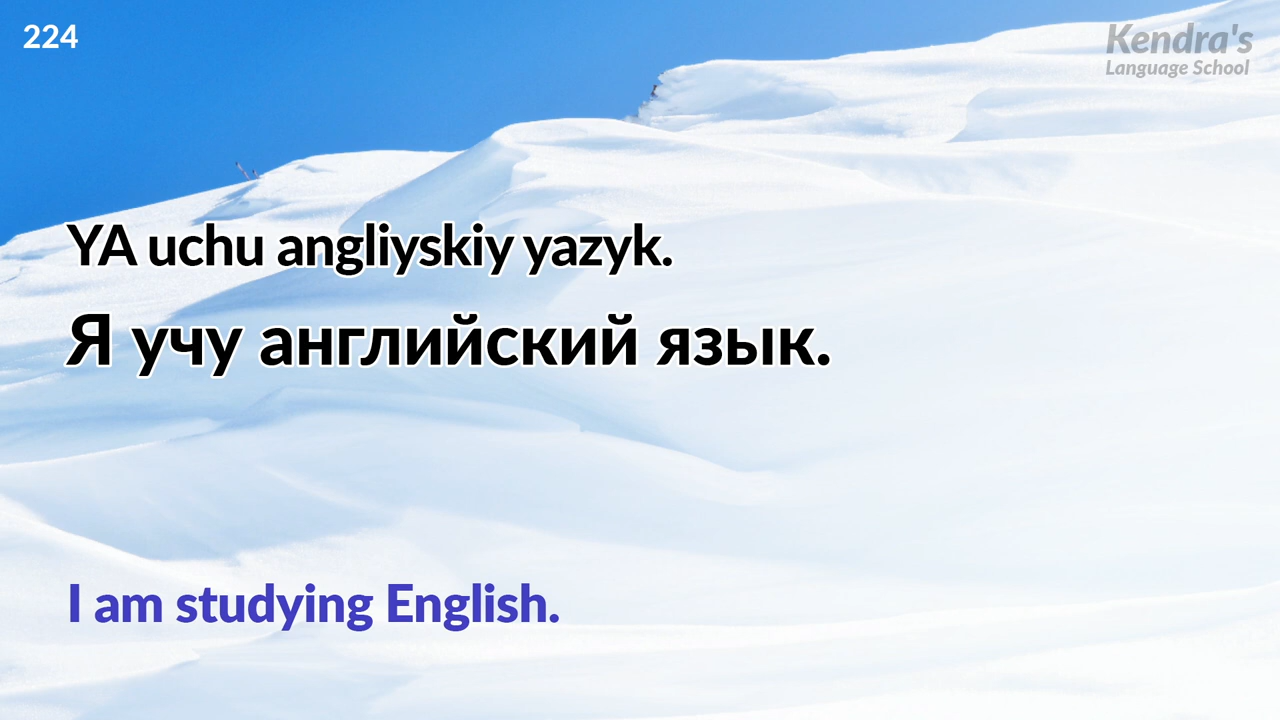 224
Kendra's
Language School
YA uchu angliyskiy yazyk.
Я учу английский язык.
I am studying English.